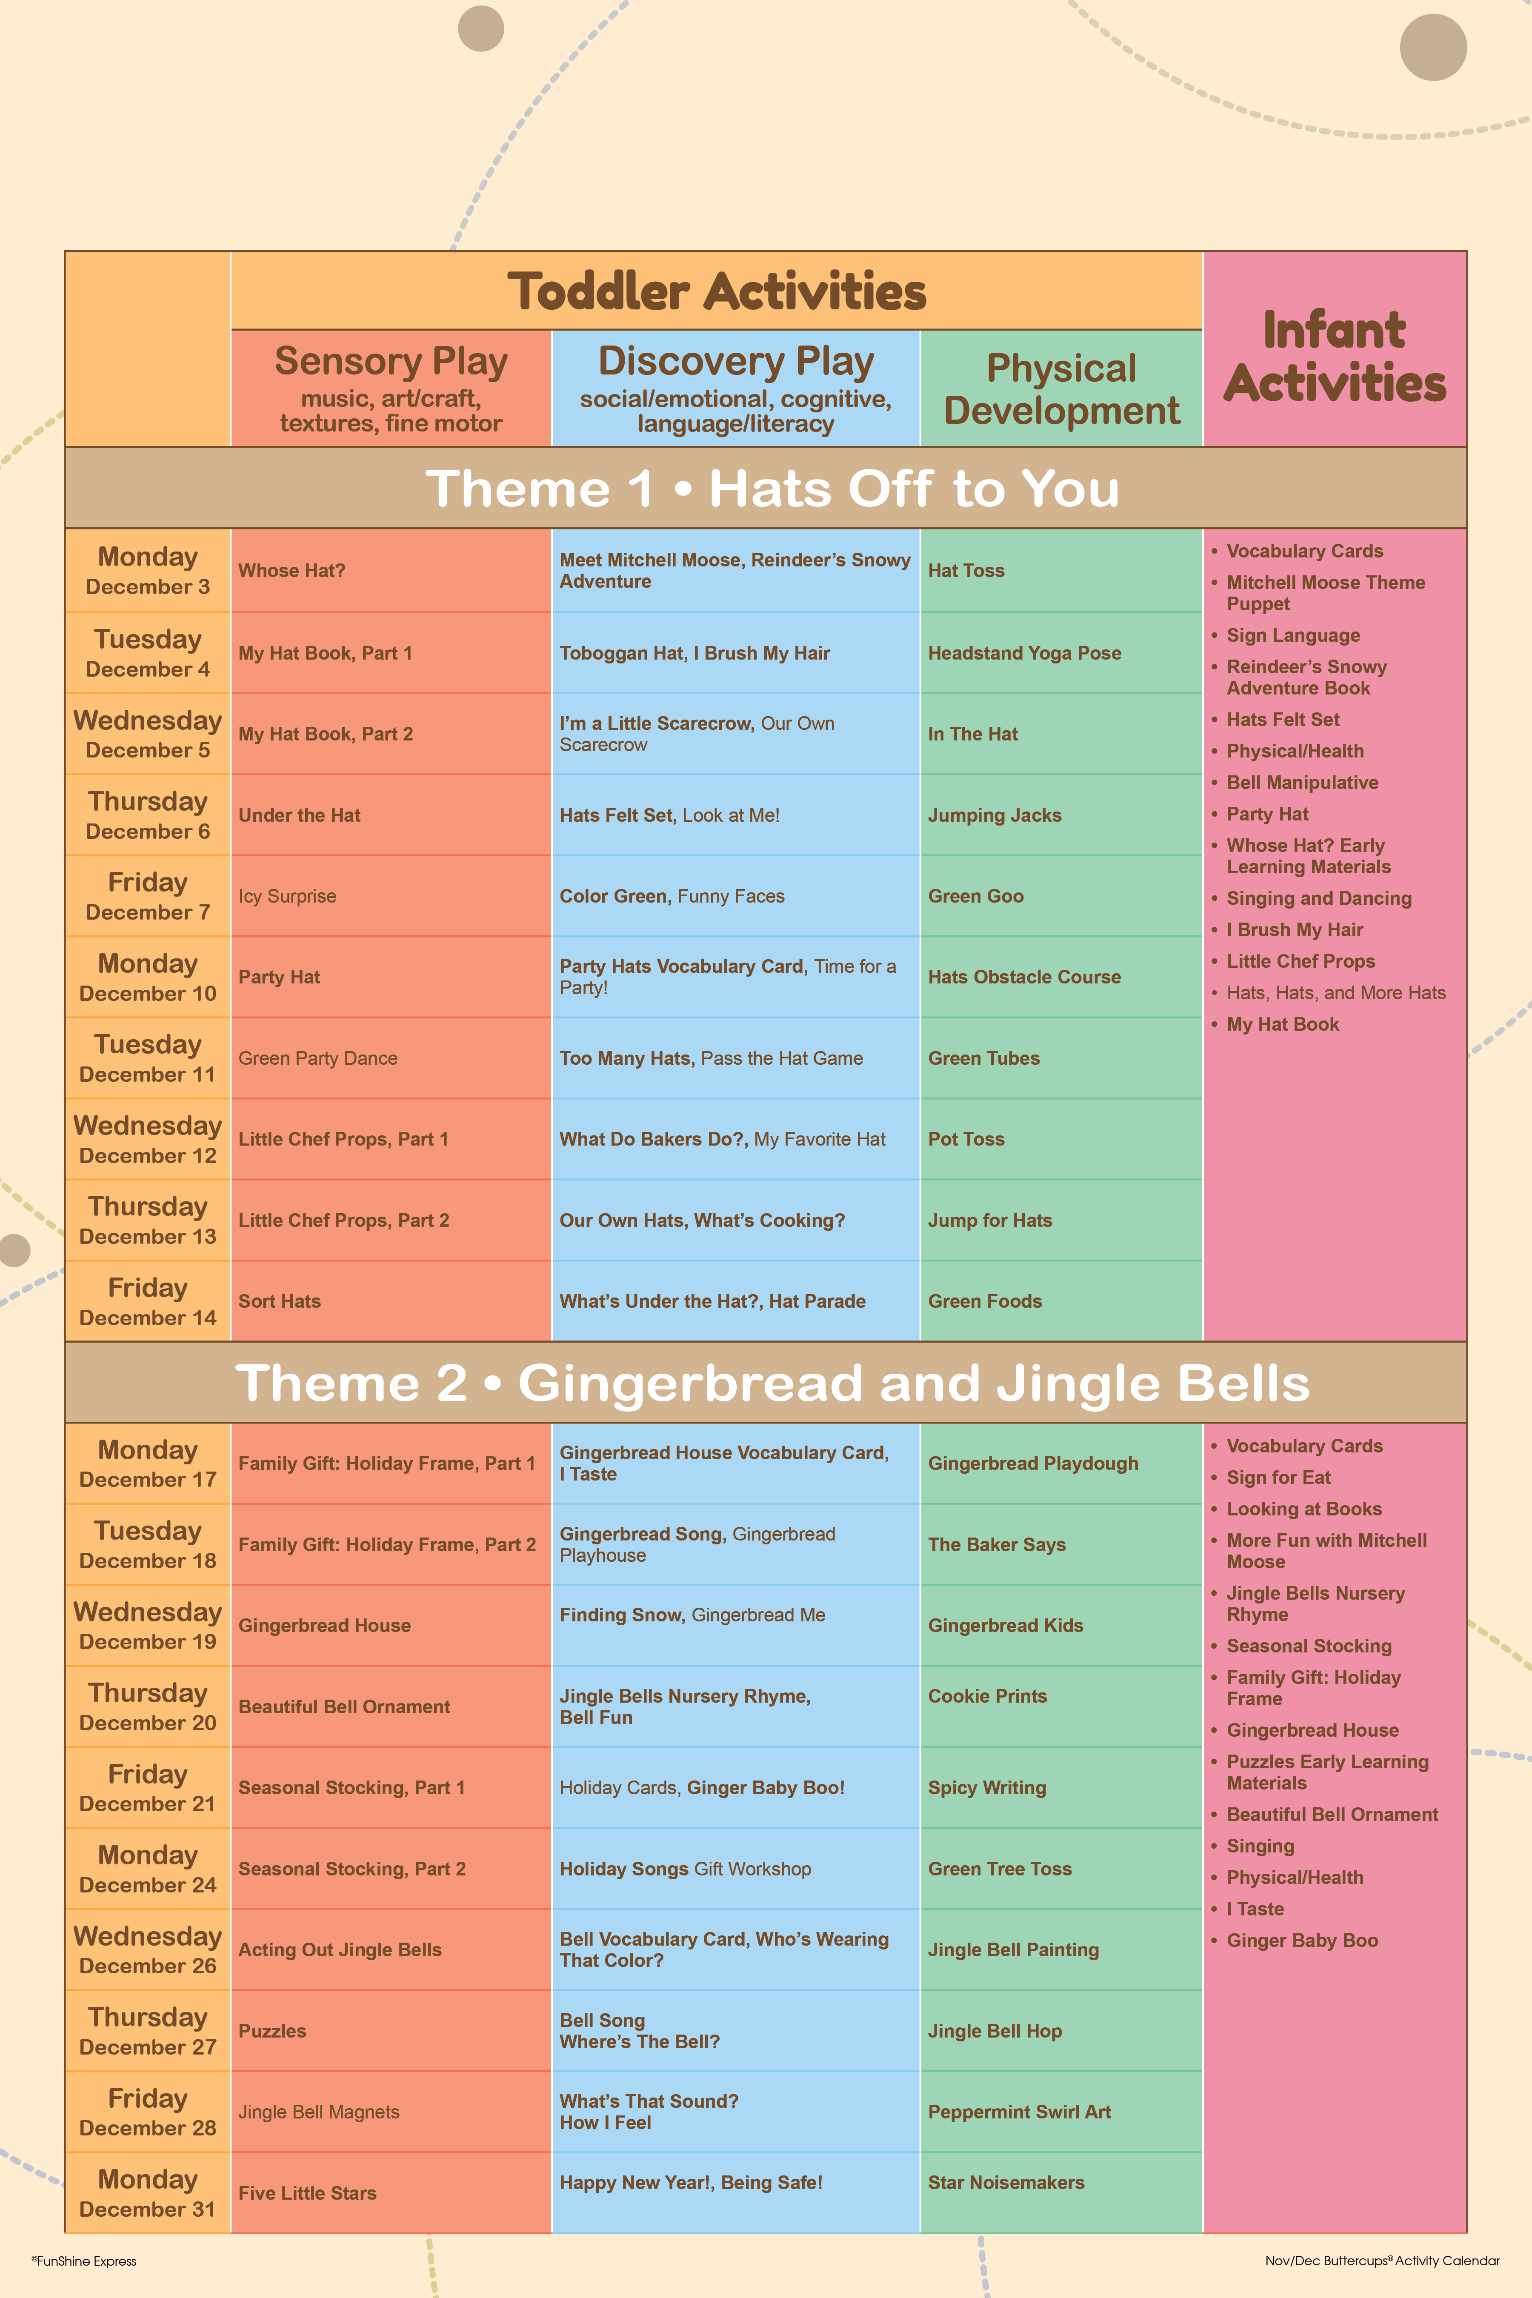 Toddler Activities
Infant
Activities
Sensory Play
music, art/craft,
textures, fine motor
Discovery Play
social/emotional, cognitive,
language/literacy
Physical
Development
Theme 1 • Hats Off to You
Monday
December 3
Whose Hat?
Meet Mitchell Moose, Reindeer’s Snowy
Adventure
Hat Toss
Tuesday
December 4
My Hat Book, Part 1
Toboggan Hat, I Brush My Hair
Headstand Yoga Pose
Wednesday
December 5
My Hat Book, Part 2
I’m a Little Scarecrow, Our Own
Scarecrow
In The Hat
Thursday
December 6
Under the Hat
Hats Felt Set, Look at Me!
Jumping Jacks
Friday
December 7
Icy Surprise
Color Green, Funny Faces
Green Goo
Monday
December 10
Party Hat
Party Hats Vocabulary Card, Time for a
Party!
Hats Obstacle Course
Tuesday
December 11
Green Party Dance
Too Many Hats, Pass the Hat Game
Green Tubes
Wednesday
December 12
Little Chef Props, Part 1
What Do Bakers Do?, My Favorite Hat
Pot Toss
Thursday
December 13
Little Chef Props, Part 2
Our Own Hats, What’s Cooking?
Jump for Hats
Friday
December 14
Sort Hats
What’s Under the Hat?, Hat Parade
Green Foods
• Vocabulary Cards
• Mitchell Moose Theme
Puppet
• Sign Language
• Reindeer’s Snowy
Adventure Book
• Hats Felt Set
• Physical/Health
• Bell Manipulative
• Party Hat
• Whose Hat? Early
Learning Materials
• Singing and Dancing
• I Brush My Hair
• Little Chef Props
• Hats, Hats, and More Hats
• My Hat Book
Theme 2 • Gingerbread and Jingle Bells
Monday
December 17
Family Gift: Holiday Frame, Part 1
Gingerbread House Vocabulary Card,
I Taste
Gingerbread Playdough
Tuesday
December 18
Family Gift: Holiday Frame, Part 2
Gingerbread Song, Gingerbread
Playhouse
The Baker Says
Wednesday
December 19
Gingerbread House
Finding Snow, Gingerbread Me
Gingerbread Kids
Thursday
December 20
Beautiful Bell Ornament
Jingle Bells Nursery Rhyme,
Bell Fun
Cookie Prints
Friday
December 21
Seasonal Stocking, Part 1
Holiday Cards, Ginger Baby Boo!
Spicy Writing
Monday
December 24
Seasonal Stocking, Part 2
Holiday Songs Gift Workshop
Green Tree Toss
Wednesday
December 26
Acting Out Jingle Bells
Bell Vocabulary Card, Who’s Wearing
That Color?
Jingle Bell Painting
Thursday
December 27
Puzzles
Bell Song
Where’s The Bell?
Jingle Bell Hop
Friday
December 28
Jingle Bell Magnets
What’s That Sound?
How I Feel
Peppermint Swirl Art
Monday
December 31
Five Little Stars
Happy New Year!, Being Safe!
Star Noisemakers
• Vocabulary Cards
• Sign for Eat
• Looking at Books
• More Fun with Mitchell
Moose
• Jingle Bells Nursery
Rhyme
• Seasonal Stocking
• Family Gift: Holiday
Frame
• Gingerbread House
• Puzzles Early Learning
Materials
• Beautiful Bell Ornament
• Singing
• Physical/Health
• I Taste
• Ginger Baby Boo
©FunShine Express
Nov/Dec Buttercups® Activity Calendar